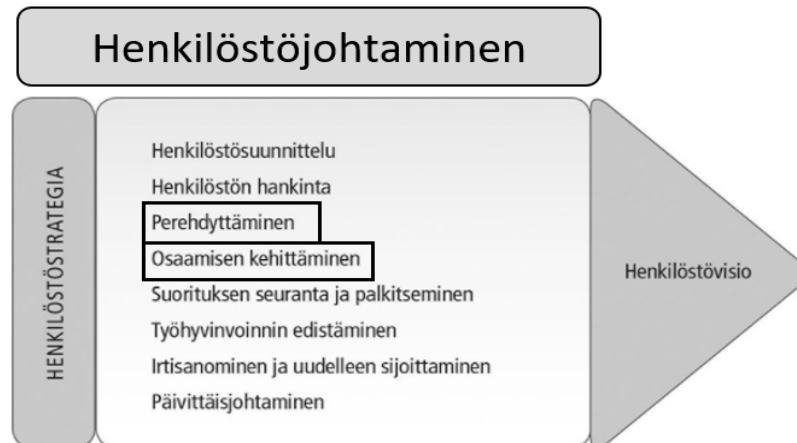 Henkilöstöjohtaminen
HENKILÖSTÖSTRATEGIA
Henkilöstösuunnittelu
Henkilöstön hankinta
Perehdyttäminen
Osaamisen kehittäminen
Suorituksen seuranta ja palkitseminen
Työhyvinvoinnin edistäminen
Irtisanominen ja uudelleen sijoittaminen
Päivittäisjohtaminen
Henkilöstövisio